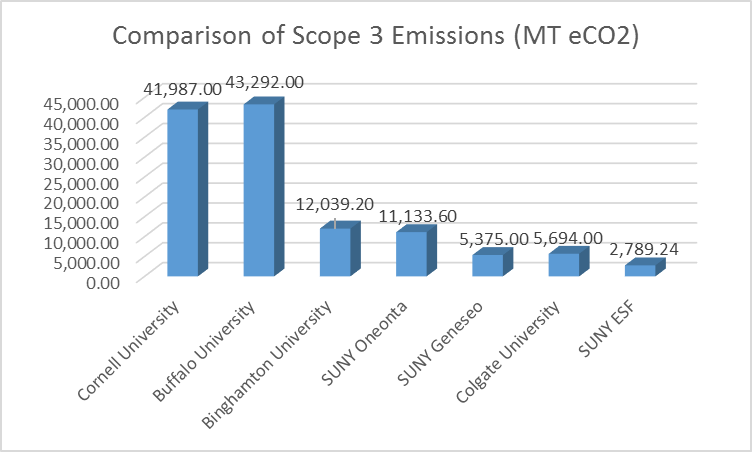 Comparison of Scope 3 Emissions (MT eCO2)
41,987.00
43,292.00
12,039.20
11,133.60
5,375.00
5,694.00
2,789.24
45,000.00
40,000.00
35,000.00
30,000.00
25,000.00
20,000.00
15,000.00
10,000.00
5,000.00
0.00
Cornell University
Buffalo University
Binghamton University
SUNY Oneonta
SUNY Geneseo
Colgate University
SUNY ESF